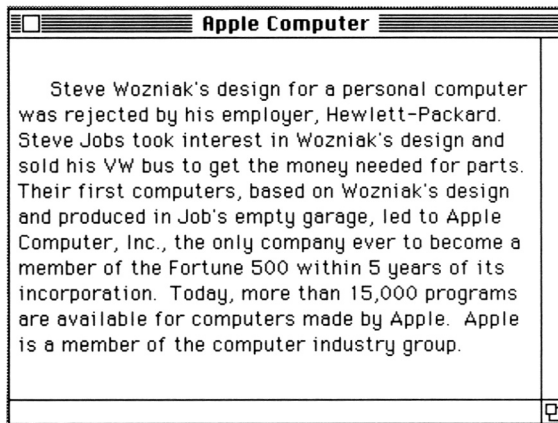 Apple Computer
Steve Wozniak's design for a personal computer
was rejected by his employer, Hewlett-Packard.
Steve Jobs took interest in Wozniak's design and
sold his VW bus to get the money needed for parts.
Their first computers, based on Wozniak's design
and produced in Job's empty garage, led to Apple
Computer, Inc., the only company ever to become a
member of the Fortune 500 within 5 years of its
incorporation.  Today, more than 15,000 programs
are available for computers made by Apple.  Apple
is a member of the computer industry group.